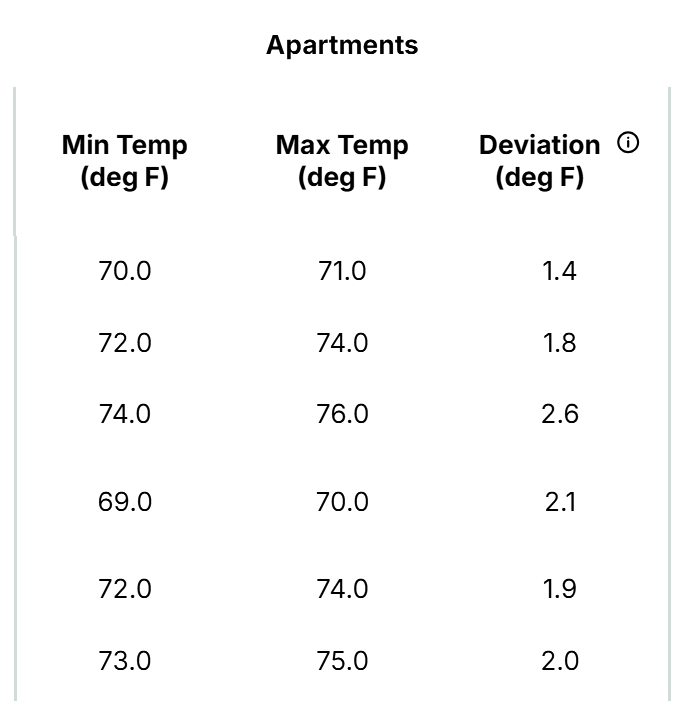 Apartments
Min Temp Max Temp Deviation
(deg F) (deg F) (deg F)
70.0 71.0 1.4
72.0 74.0 1.8
74.0 76.0 2.6
69.0 70.0 2.1
72.0 74.0 1.9
73.0 75.0 2.0